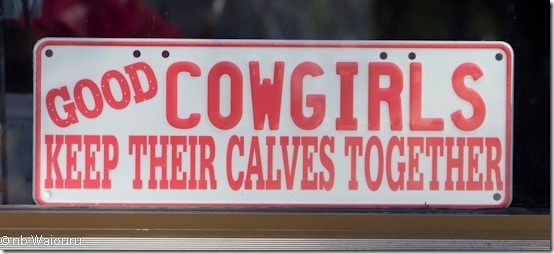 GOOD COWGIRLS
KEEP THEIR CALVES TOGETHER
©nb Waiouru